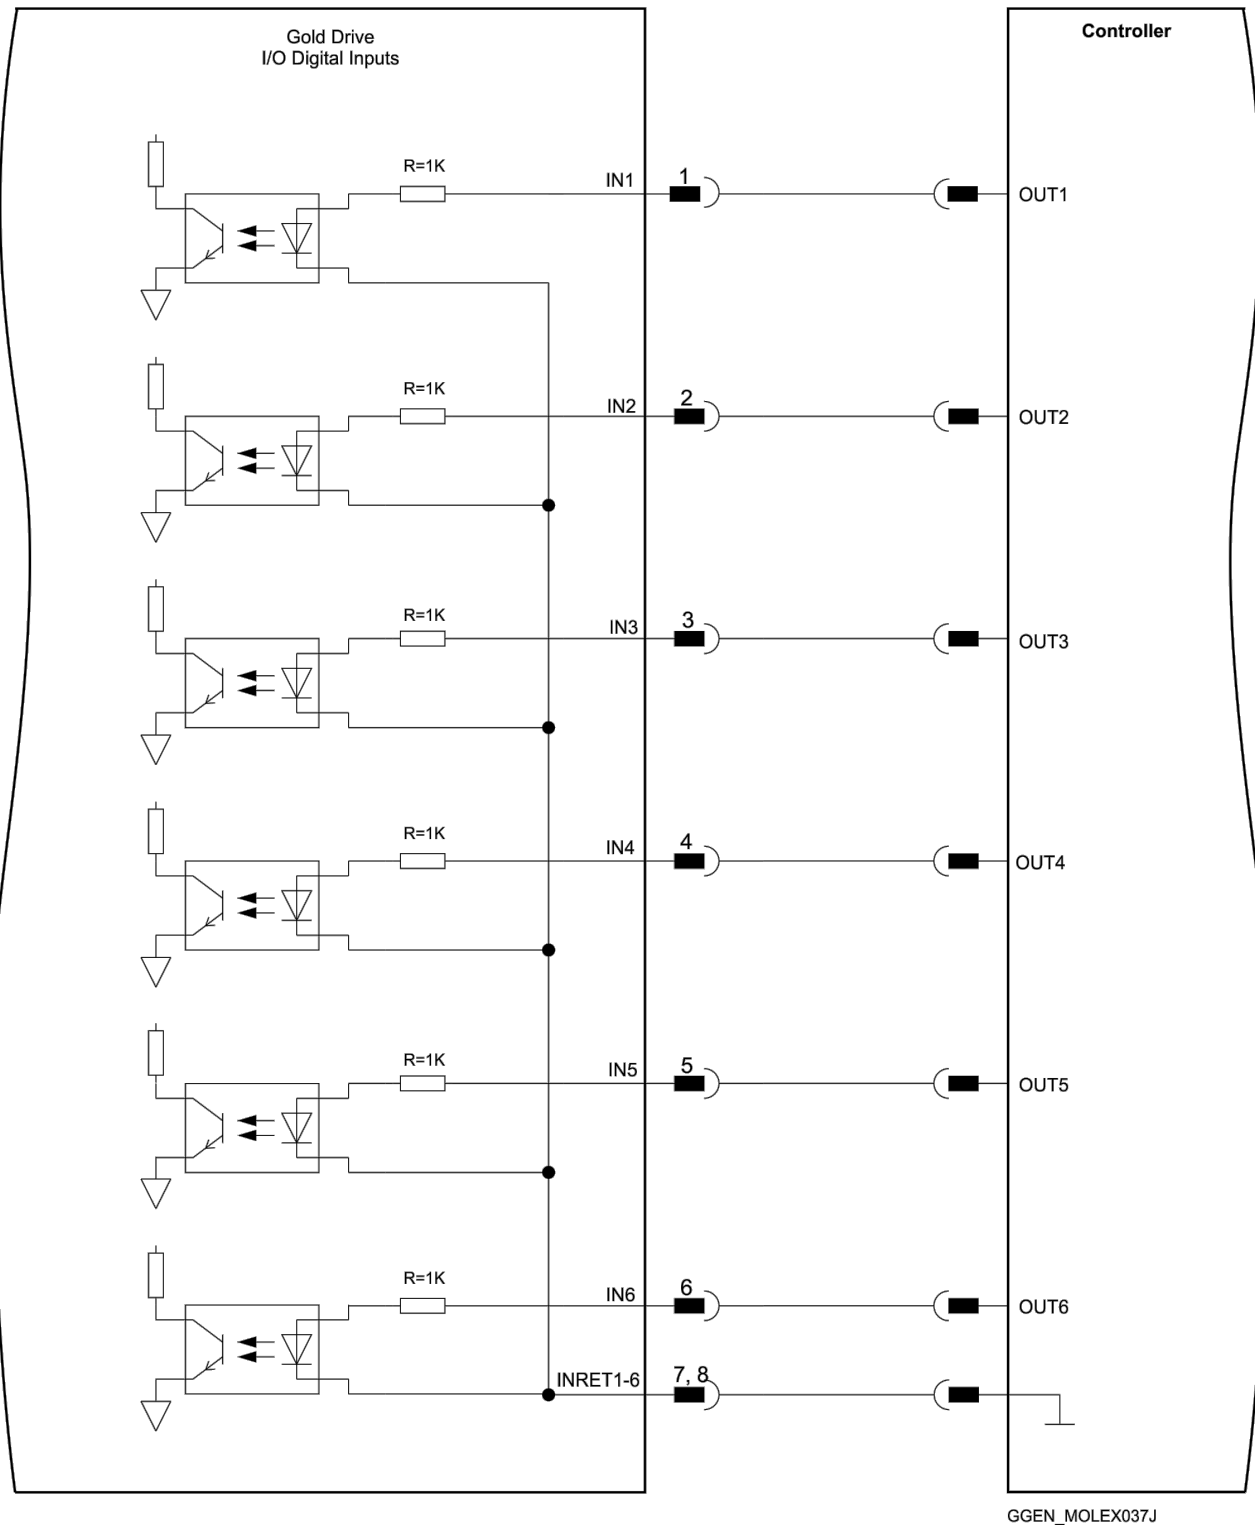 Gold Drive
I/O Digital Inputs
Controller
R=1K
IN1
1
OUT1
R=1K
IN2
2
OUT2
R=1K
IN3
3
OUT3
R=1K
IN4
4
OUT4
R=1K
IN5
5
OUT5
R=1K
IN6
6
OUT6
INRET1-6
7, 8
GGEN_MOLEX037J